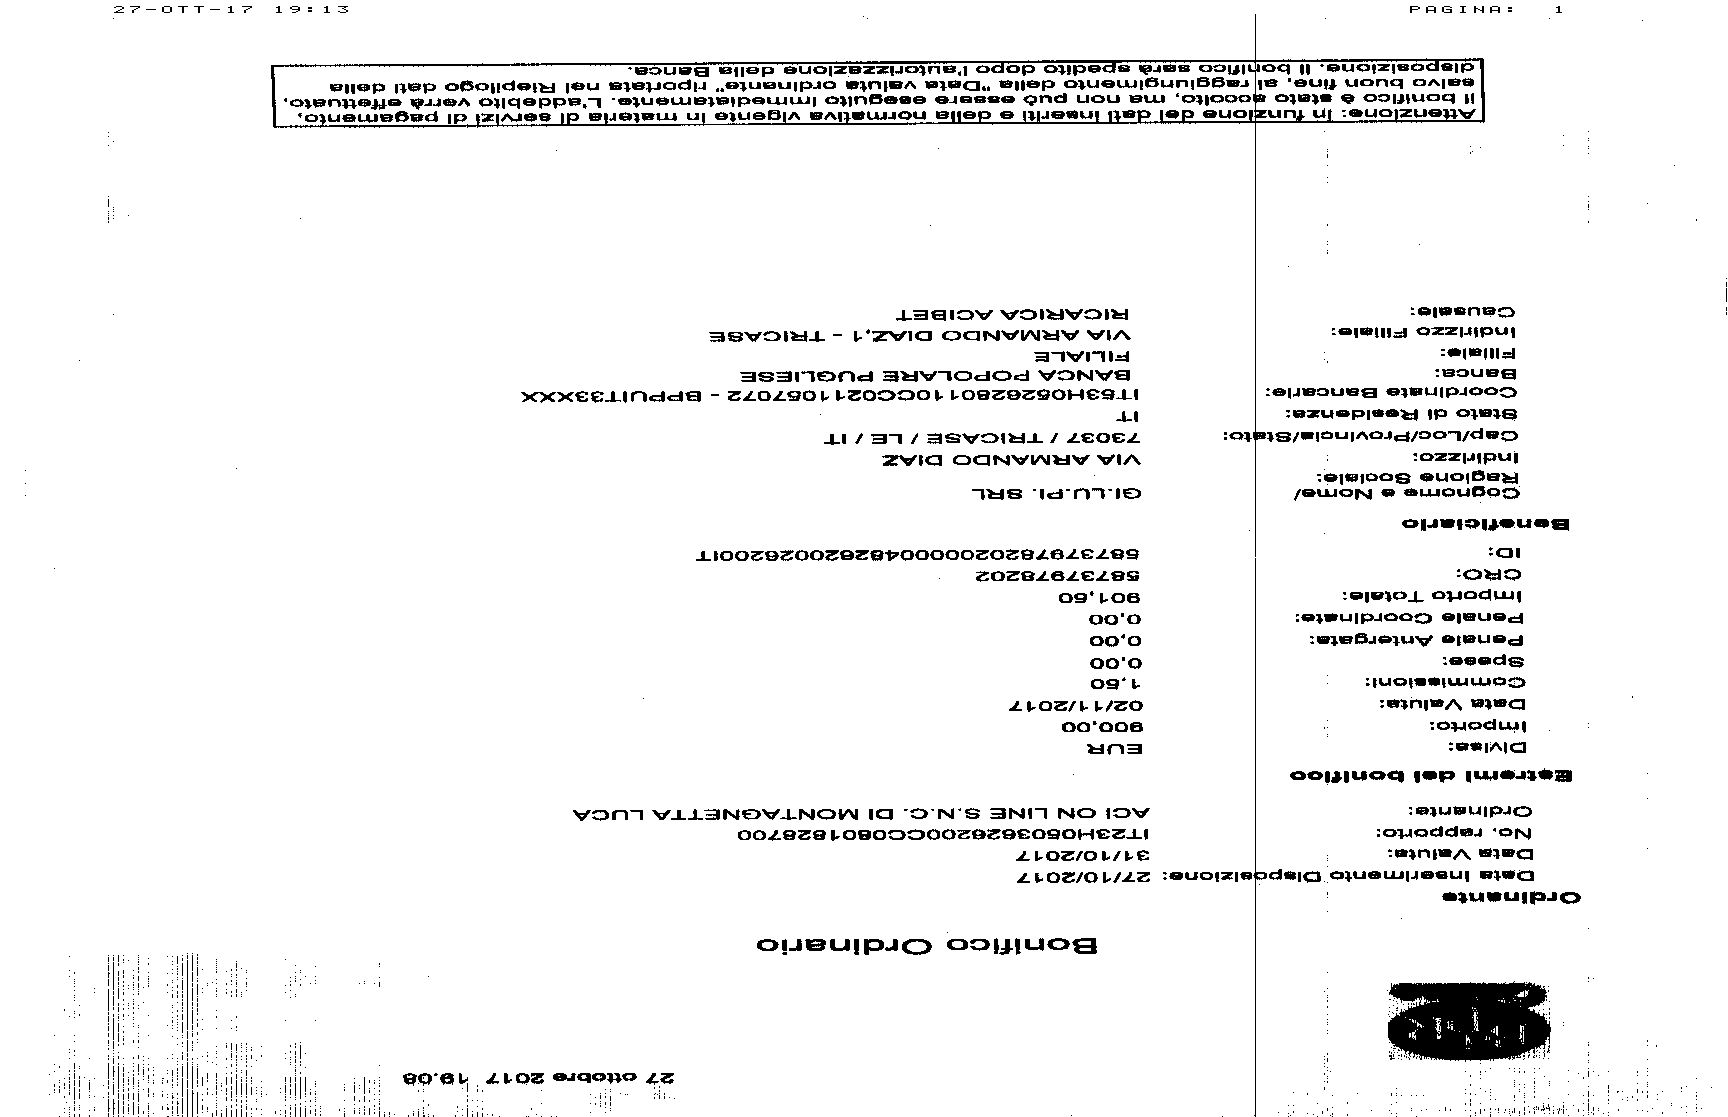 27-OTT-17 19:13 PAGINA: 1
27 ottobre 2017 19.08
Bonifico Ordinario
Ordinante
Data Inserimento Disposizione: 27/10/2017
Data Valuta: 31/10/2017
No. rapporto: IT23H0503626200CC0801828700
Ordinante: ACI ON LINE S.N.C. DI MONTAGNETTA LUCA
Estremi del bonifico
Divisa: EUR
Importo: 900,00
Data Valuta: 02/11/2017
Commissioni: 1,60
Spese: 0,00
Penale Antergata: 0,00
Penale Coordinate: 0,00
Importo Totale: 901,60
CRO: 58737978202
ID: 5873797820200000482620026200IT
Beneficiario
Cognome e Nome/
Ragione Sociale: GI.LU.PI. SRL
Indirizzo: VIA ARMANDO DIAZ
Cap/Loc/Provincia/Stato: 73037 / TRICASE / LE / IT
Stato di Residenza: IT
Coordinate Bancarie: IT53H0526280110CC0211057072 - BPPUIT33XXX
Banca: BANCA POPOLARE PUGLIESE
Filiale: FILIALE
Indirizzo Filiale: VIA ARMANDO DIAZ,1 - TRICASE
Causale: RICARICA ACIBET
Attenzione: In funzione dei dati inseriti e della normativa vigente in materia di servizi di pagamento,
il bonifico è stato accolto, ma non può essere eseguito immediatamente. L'addebito verrà effettuato,
salvo buon fine, al raggiungimento della "Data valuta ordinante" riportata nel Riepilogo dati della
disposizione. Il bonifico sarà spedito dopo l'autorizzazione della Banca.